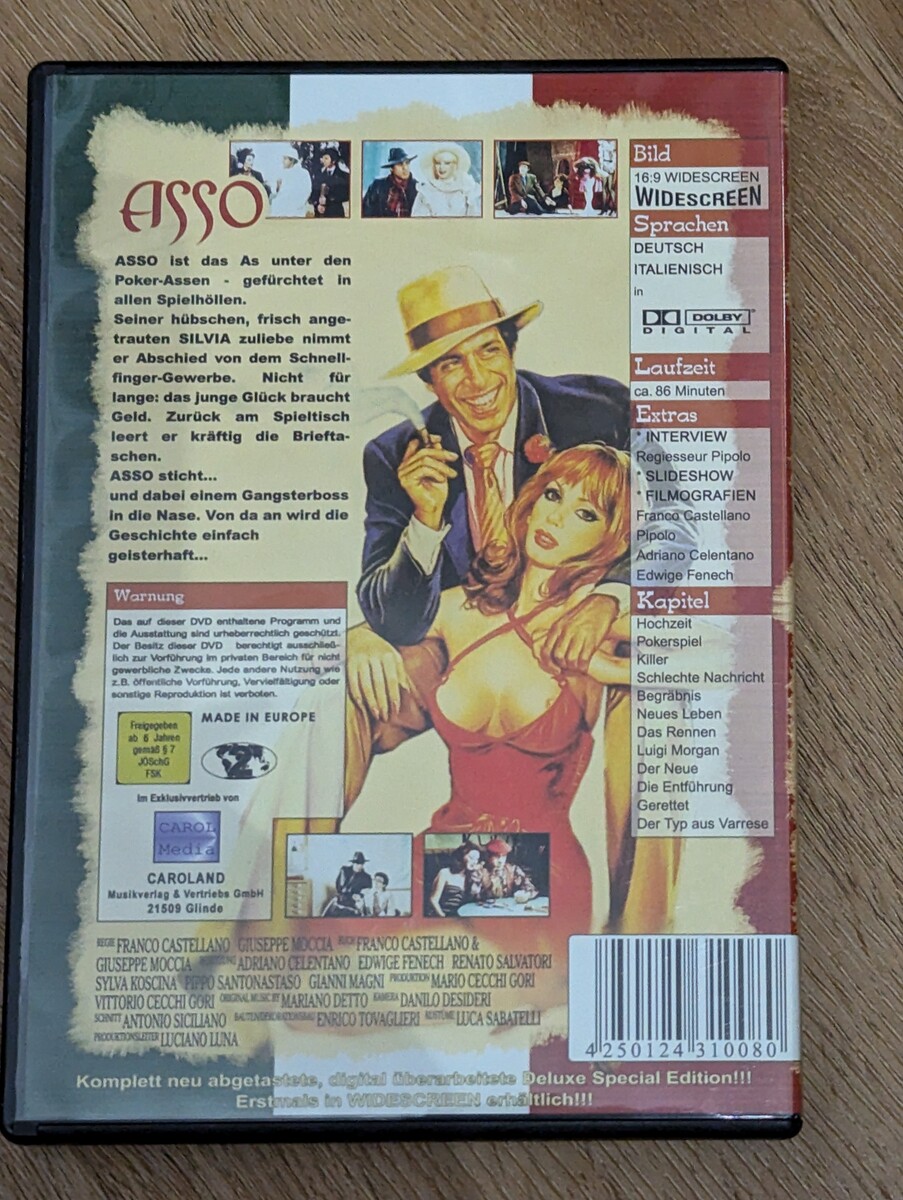 ASSO
ASSO ist das As unter den
Poker-Assen - gefürchtet in
allen Spielhöllen.
Seiner hübschen, frisch ange-
trauten SILVIA zuliebe nimmt
er Abschied von dem Schnell-
finger-Gewerbe. Nicht für
lange: das junge Glück braucht
Geld. Zurück am Spieltisch
leert er kräftig die Briefta-
schen.
ASSO sticht...
und dabei einem Gangsterboss
in die Nase. Von da an wird die
Geschichte einfach
geisterhaft...
Warnung
Das auf dieser DVD enthaltene Programm und
die Ausstattung sind urheberrechtlich geschützt.
Der Besitz dieser DVD berechtigt ausschließ-
lich zur Vorführung im privaten Bereich für nicht
gewerbliche Zwecke. Jede andere Nutzung wie
z.B. öffentliche Vorführung, Vervielfältigung oder
sonstige Reproduktion ist verboten.
Freigegeben
ab 6 Jahren
gemäß § 7
JÖSchG
FSK
MADE IN EUROPE
2
Im Exklusivvertrieb von
CAROL
Media
CAROLAND
Musikverlag & Vertriebs GmbH
21509 Glinde
Bild
16:9 WIDESCREEN
WIDESCREEN
Sprachen
DEUTSCH
ITALIENISCH
in
DOLBY
DIGITAL
Laufzeit
ca. 86 Minuten
Extras
* INTERVIEW
Regiesseur Pipolo
* SLIDESHOW
* FILMOGRAFIEN
Franco Castellano
Pipolo
Adriano Celentano
Edwige Fenech
Kapitel
Hochzeit
Pokerspiel
Killer
Schlechte Nachricht
Begräbnis
Neues Leben
Das Rennen
Luigi Morgan
Der Neue
Die Entführung
Gerettet
Der Typ aus Varrese
REGIE FRANCO CASTELLANO GIUSEPPE MOCCIA BUCH FRANCO CASTELLANO &
GIUSEPPE MOCCIA ADRIANO CELENTANO EDWIGE FENECH RENATO SALVATORI
SYLVA KOSCINA PIPPO SANTONASTASO GIANNI MAGNI PRODUKTION MARIO CECCHI GORI
VITTORIO CECCHI GORI ORIGINAL MUSIC BY MARIANO DETTO KAMERA DANILO DESIDERI
SCHNITT ANTONIO SICILIANO BAUTEN/DEKORATIONSBAU ENRICO TOVAGLIERI KOSTÜME LUCA SABATELLI
PRODUKTIONSLEITER LUCIANO LUNA
4 250124 310080
Komplett neu abgetastete, digital überarbeitete Deluxe Special Edition!!!
Erstmals in WIDESCREEN erhältlich!!!